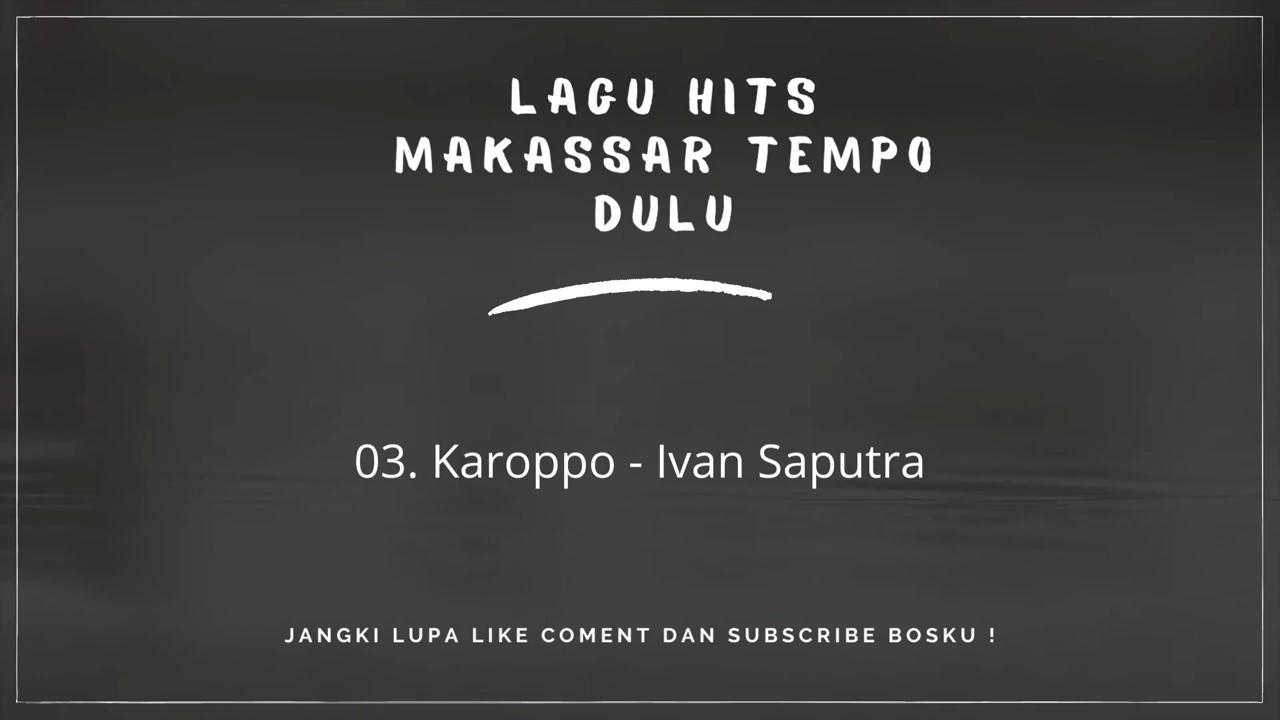 LAGU HITS
MAKASSAR TEMPO
DULU
03. Karoppo - Ivan Saputra
JANGKI LUPA LIKE COMENT DAN SUBSCRIBE BOSKU !